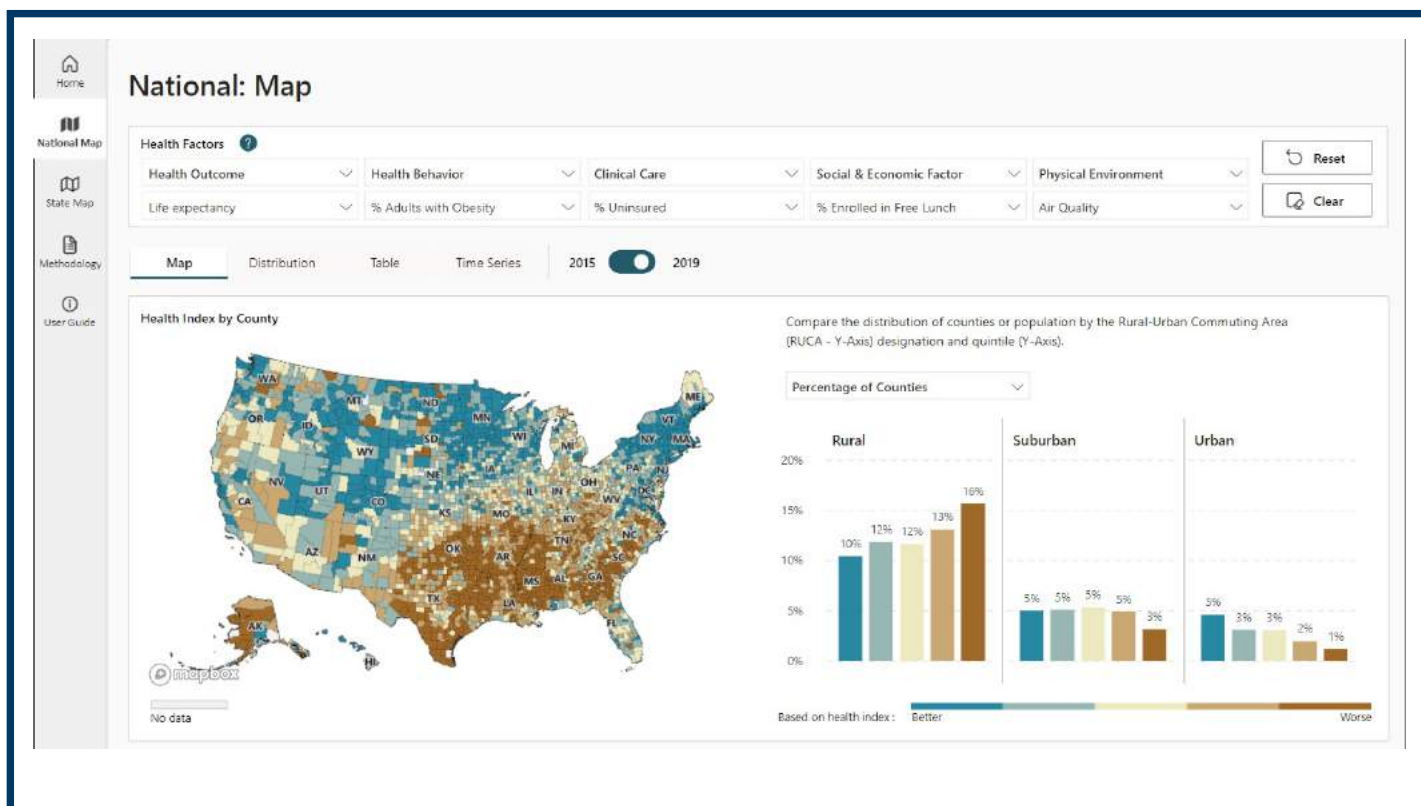 Home
National Map
State Map
Methodology
User Guide
National: Map
Health Factors ?
Health Outcome
Health Behavior
Clinical Care
Social & Economic Factor
Physical Environment
Life expectancy
% Adults with Obesity
% Uninsured
% Enrolled in Free Lunch
Air Quality
Reset
Clear
Map
Distribution
Table
Time Series
2015
2019
Health Index by County
WA
OR
ID
MT
ND
MN
SD
WY
WI
MI
ME
VT
NY
MA
NV
UT
CO
NE
IA
IL
IN
OH
PA
NJ
DC
WV
CA
KS
MO
KY
AZ
NM
OK
AR
TN
NC
SC
MS
AL
GA
TX
LA
FL
AK
HI
mapbox
No data
Compare the distribution of counties or population by the Rural-Urban Commuting Area
(RUCA - Y-Axis) designation and quintile (Y-Axis).
Percentage of Counties
Rural
Suburban
Urban
20%
15%
10%
5%
0%
10%
12%
12%
13%
16%
5%
5%
5%
5%
3%
5%
3%
3%
2%
1%
Based on health index :
Better
Worse